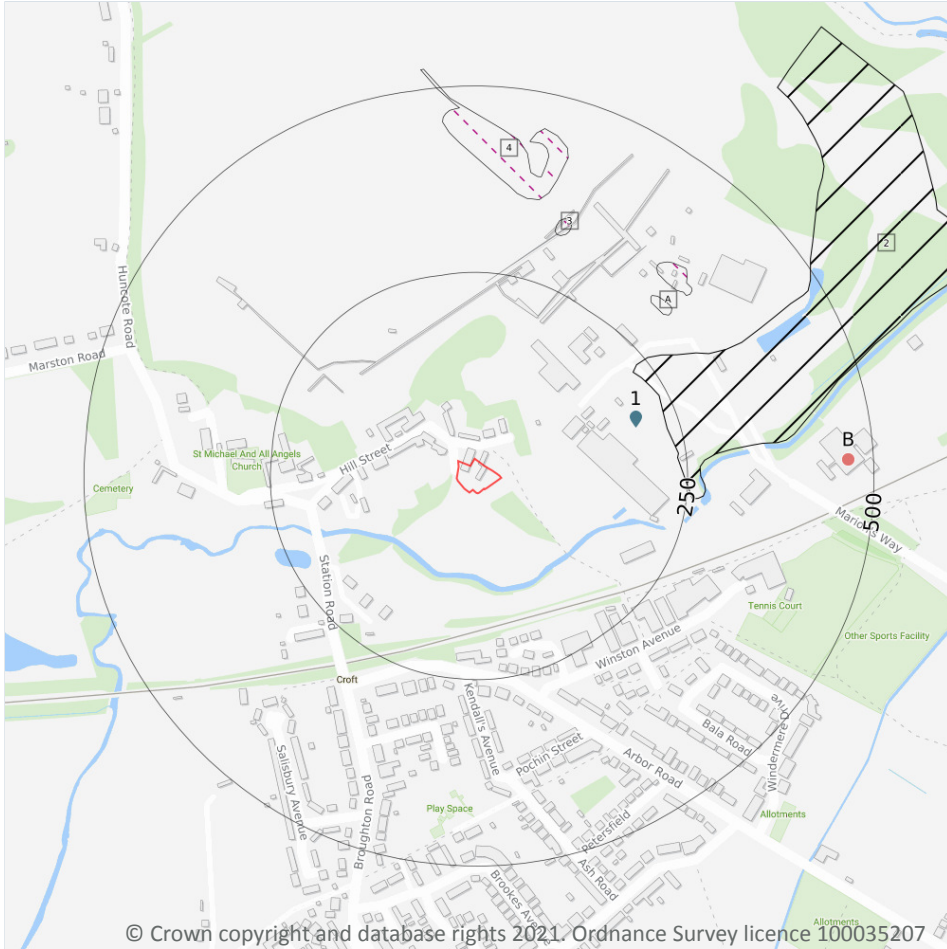 4
3
2
A
Huncote Road
Marston Road
1
St Michael And All Angels
Church
Hill Street
B
Cemetery
250
500
Marions Way
Station Road
Tennis Court
Other Sports Facility
Winston Avenue
Croft
Kendall's Avenue
Bala Road
Windermere Drive
Salisbury Avenue
Pochin Street
Arbor Road
Broughton Road
Play Space
Petersfield
Allotments
Ash Road
Brookes Avenue
Allotments
© Crown copyright and database rights 2021. Ordnance Survey licence 100035207